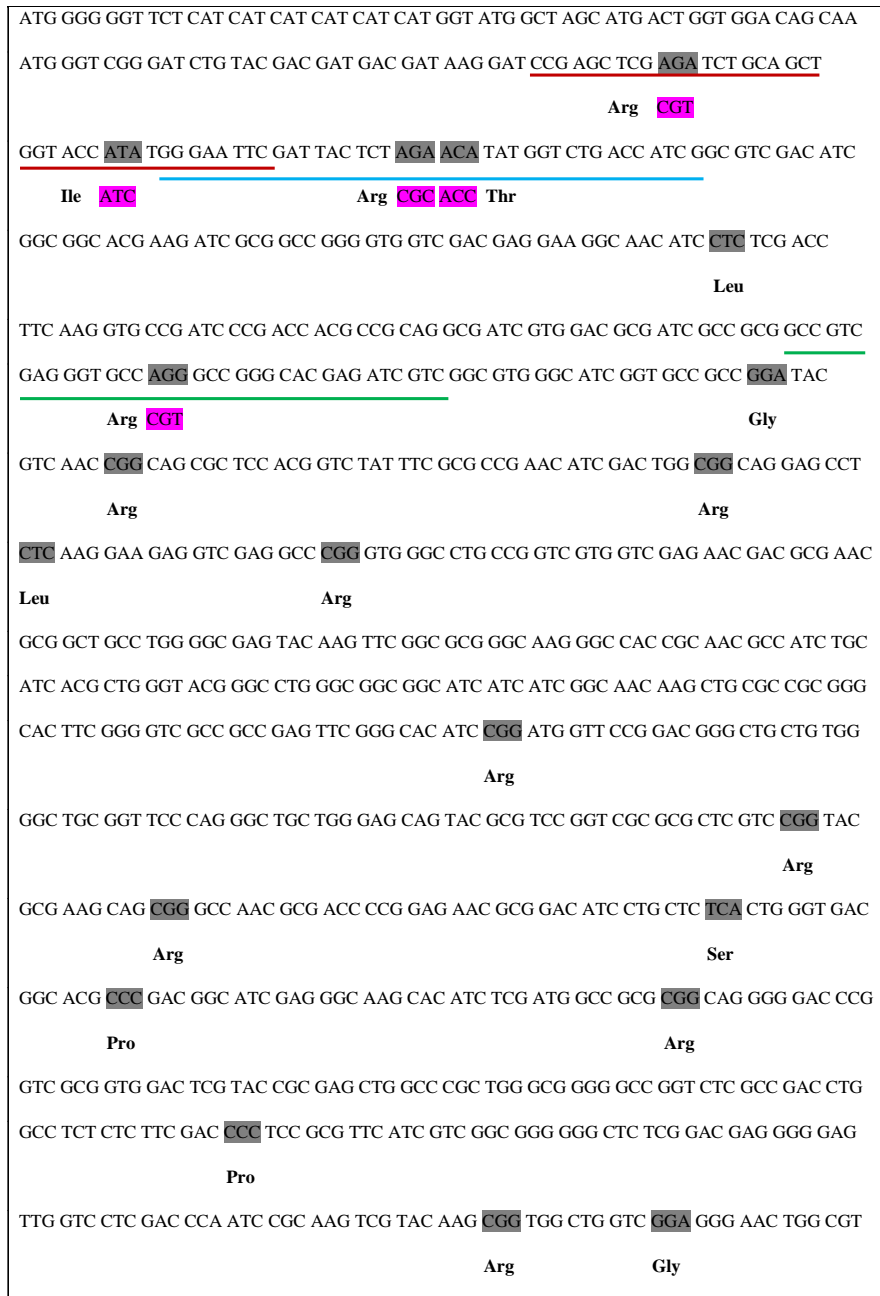 ATG GGG GGT TCT CAT CAT CAT CAT CAT CAT GGT ATG GCT AGC ATG ACT GGT GGA CAG CAA
ATG GGT CGG GAT CTG TAC GAC GAT GAC GAT AAG GAT CCG AGC TCG AGA TCT GCA GCT
Arg CGT
GGT ACC ATA TGG GAA TTC GAT TAC TCT AGA ACA TAT GGT CTG ACC ATC GGC GTC GAC ATC
Ile ATC Arg CGC ACC Thr
GGC GGC ACG AAG ATC GCG GCC GGG GTG GTC GAC GAG GAA GGC AAC ATC CTC TCG ACC
Leu
TTC AAG GTG CCG ATC CCG ACC ACG CCG CAG GCG ATC GTG GAC GCG ATC GCC GCG GCC GTC
GAG GGT GCC AGG GCC GGG CAC GAG ATC GTC GGC GTG GGC ATC GGT GCC GCC GGA TAC
Arg CGT Gly
GTC AAC CGG CAG CGC TCC ACG GTC TAT TTC GCG CCG AAC ATC GAC TGG CGG CAG GAG CCT
Arg Arg
CTC AAG GAA GAG GTC GAG GCC CGG GTG GGC CTG CCG GTC GTG GTC GAG AAC GAC GCG AAC
Leu Arg
GCG GCT GCC TGG GGC GAG TAC AAG TTC GGC GCG GGC AAG GGC CAC CGC AAC GCC ATC TGC
ATC ACG CTG GGT ACG GGC CTG GGC GGC GGC ATC ATC ATC GGC AAC AAG CTG CGC CGC GGG
CAC TTC GGG GTC GCC GCC GAG TTC GGG CAC ATC CGG ATG GTT CCG GAC GGG CTG CTG TGG
Arg
GGC TGC GGT TCC CAG GGC TGC TGG GAG CAG TAC GCG TCC GGT CGC GCG CTC GTC CGG TAC
Arg
GCG AAG CAG CGG GCC AAC GCG ACC CCG GAG AAC GCG GAC ATC CTG CTC TCA CTG GGT GAC
Arg Ser
GGC ACG CCC GAC GGC ATC GAG GGC AAG CAC ATC TCG ATG GCC GCG CGG CAG GGG GAC CCG
Pro Arg
GTC GCG GTG GAC TCG TAC CGC GAG CTG GCC CGC TGG GCG GGG GCC GGT CTC GCC GAC CTG
GCC TCT CTC TTC GAC CCC TCC GCG TTC ATC GTC GGC GGG GGG CTC TCG GAC GAG GGG GAG
Pro
TTG GTC CTC GAC CCA ATC CGC AAG TCG TAC AAG CGG TGG CTG GTC GGA GGG AAC TGG CGT
Arg Gly